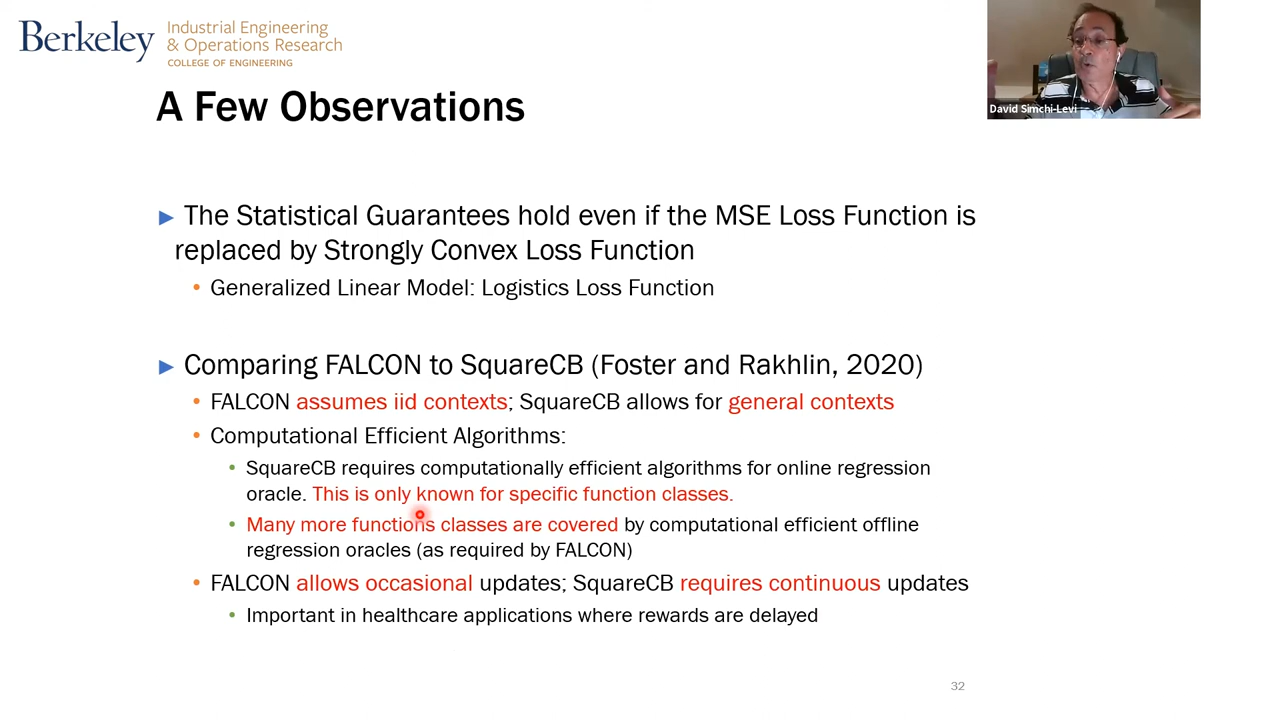 Berkeley
Industrial Engineering
& Operations Research
COLLEGE OF ENGINEERING
David Simchi-Levi
A Few Observations
► The Statistical Guarantees hold even if the MSE Loss Function is
replaced by Strongly Convex Loss Function
• Generalized Linear Model: Logistics Loss Function
► Comparing FALCON to SquareCB (Foster and Rakhlin, 2020)
• FALCON assumes iid contexts; SquareCB allows for general contexts
• Computational Efficient Algorithms:
• SquareCB requires computationally efficient algorithms for online regression
oracle. This is only known for specific function classes.
• Many more functions classes are covered by computational efficient offline
regression oracles (as required by FALCON)
• FALCON allows occasional updates; SquareCB requires continuous updates
• Important in healthcare applications where rewards are delayed
32